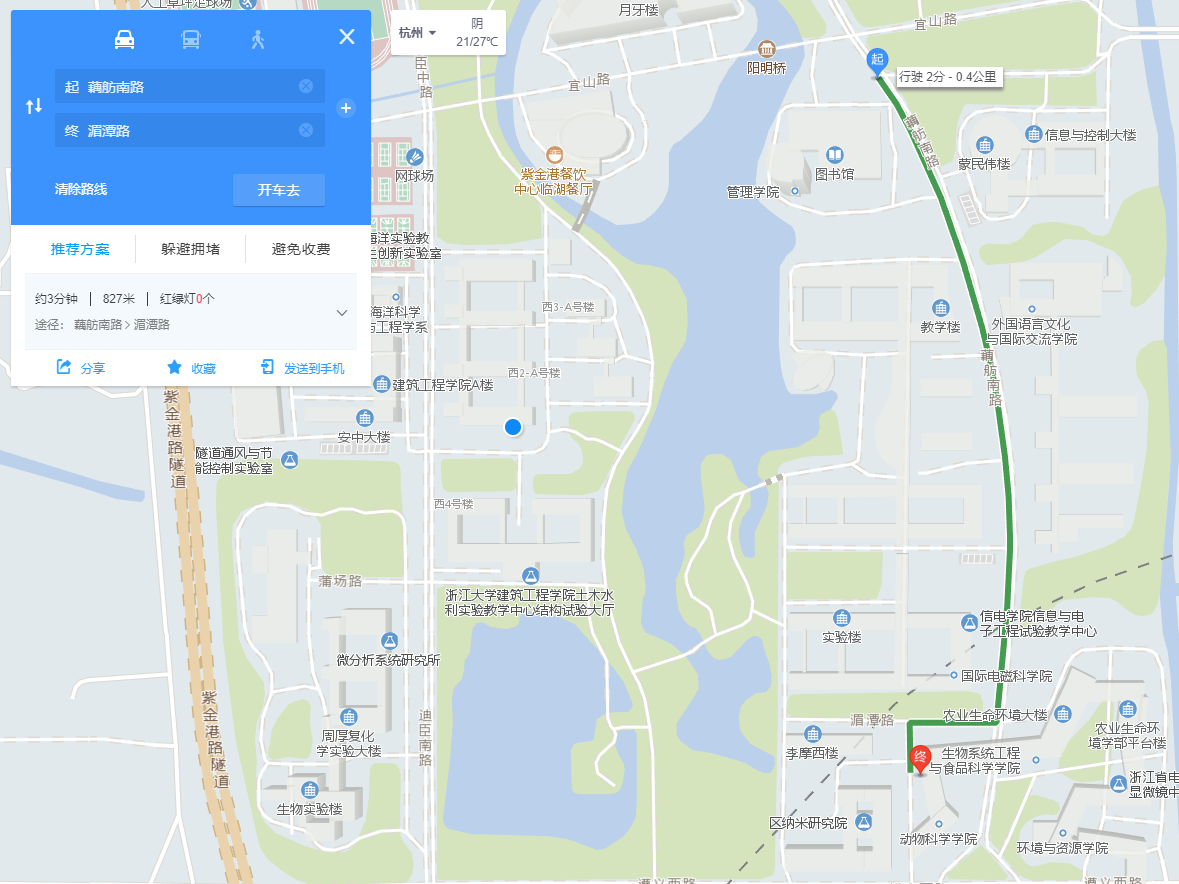 人工草坪足球场
杭州
阴
21/27℃
起 藕舫南路
终 湄潭路
清除路线
开车去
推荐方案
躲避拥堵
避免收费
约3分钟 | 827米 | 红绿灯0个
途径： 藕舫南路 > 湄潭路
分享
收藏
发送到手机
月牙楼
宜山路
阳明桥
起
行驶 2分 - 0.4公里
臣中路
宜山路
藕舫南路
信息与控制大楼
蒙民伟楼
网球场
紫金港餐饮
中心临湖餐厅
图书馆
管理学院
海洋实验教
生创新实验室
海洋科学
与工程学系
西3-A号楼
教学楼
外国语言文化
与国际交流学院
藕舫南路
西2-A号楼
建筑工程学院A楼
安中大楼
紫金港路隧道
隧道通风与节
能控制实验室
西4号楼
蒲场路
浙江大学建筑工程学院土木水
利实验教学中心结构试验大厅
信电学院信息与电
子工程试验教学中心
实验楼
微分析系统研究所
国际电磁科学院
紫金港路隧道
迪臣南路
周厚复化
学实验大楼
湄潭路
农业生命环境大楼
农业生命环
境学部平台楼
李摩西楼
终
生物系统工程
与食品科学学院
浙江省电
显微镜中
生物实验楼
区纳米研究院
动物科学学院
环境与资源学院
遵义西路
遵义西路